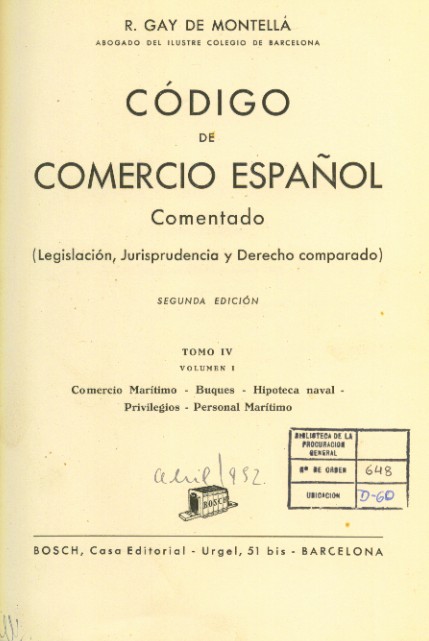 R. GAY DE MONTELLÁ
ABOGADO DEL ILUSTRE COLEGIO DE BARCELONA
CÓDIGO
DE
COMERCIO ESPAÑOL
Comentado
(Legislación, Jurisprudencia y Derecho comparado)
SEGUNDA EDICIÓN
TOMO IV
VOLUMEN I
Comercio Marítimo - Buques - Hipoteca naval -
Privilegios - Personal Marítimo
BIBLIOTECA DE LA
PROCURACION
GENERAL
Nº DE ORDEN 648
UBICACION D-60
abril/952.
BOSCH
BOSCH, Casa Editorial - Urgel, 51 bis - BARCELONA